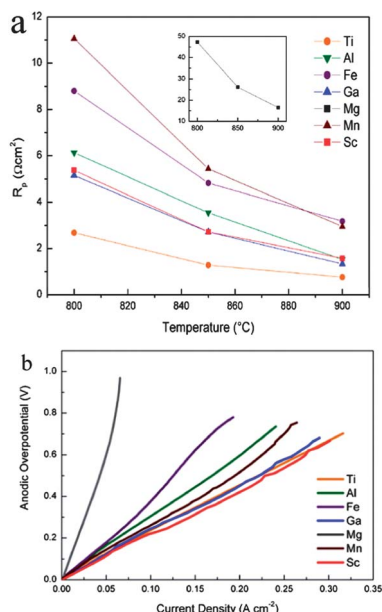 a
12
10
8
6
4
2
0
Rp (Ωcm²)
50
40
30
20
10
800 850 900
Ti
Al
Fe
Ga
Mg
Mn
Sc
800 820 840 860 880 900
Temperature (°C)
b
1.0
0.8
0.6
0.4
0.2
0.0
Anodic Overpotential (V)
Ti
Al
Fe
Ga
Mg
Mn
Sc
0.00 0.05 0.10 0.15 0.20 0.25 0.30 0.35
Current Density (A cm⁻²)